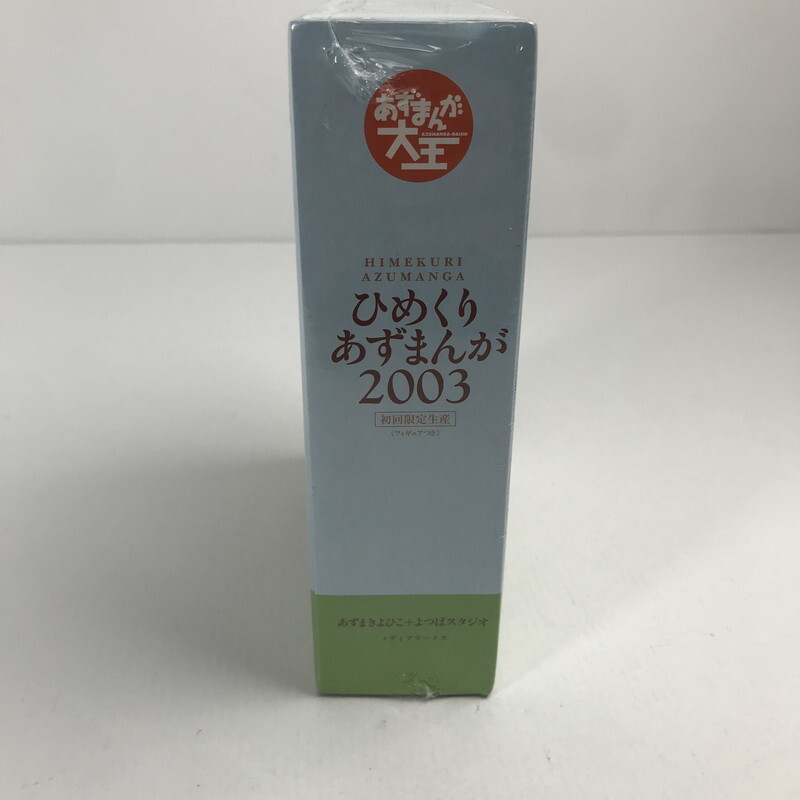 あずまんが
AZUMANGA-DAIOH
大王
HIMEKURI
AZUMANGA
ひめくり
あずまんが
2003
初回限定生産
（フィギュアつき）
あずまきよひこ＋よつばスタジオ
メディアワークス